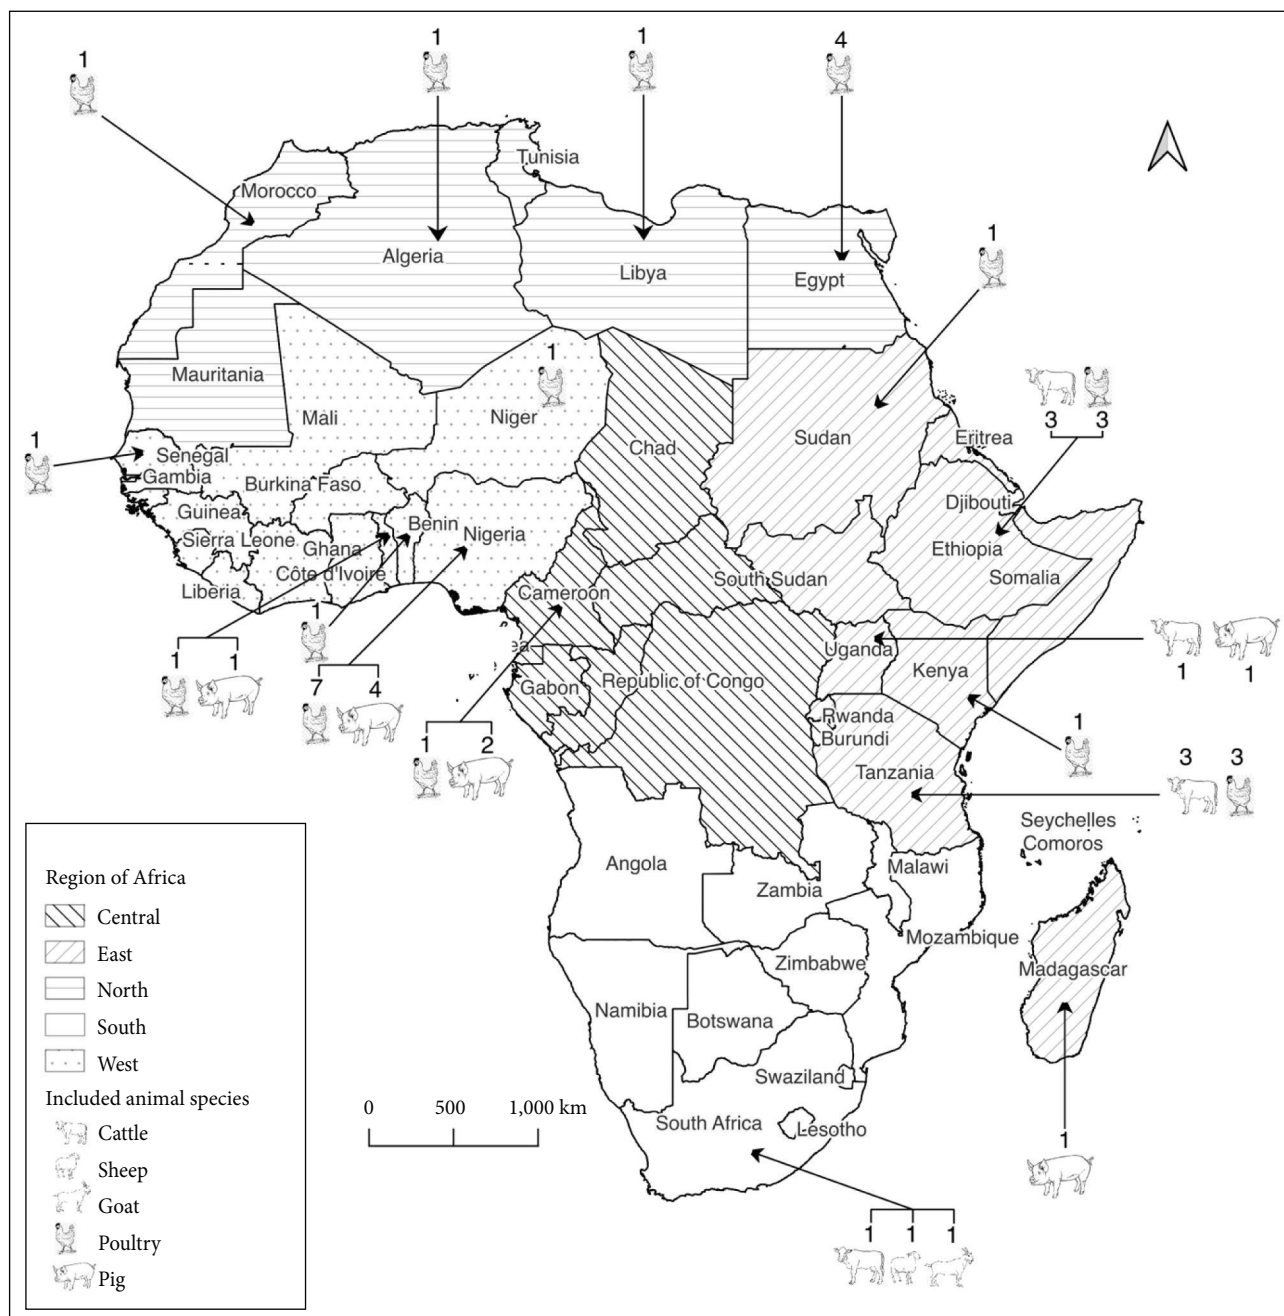 1
1
1
4
Tunisia
Morocco
Algeria
Libya
Egypt
1
Mauritania
Mali
Niger
1
Chad
Sudan
Eritrea
3 3
1
Senegal
Gambia
Burkina Faso
Guinea
Sierra Leone
Ghana
Benin
Nigeria
Côte d'Ivoire
Liberia
Djibouti
Ethiopia
Somalia
South Sudan
Cameroon
ea
Gabon
Republic of Congo
Uganda
Kenya
Rwanda
Burundi
Tanzania
1 1
1
7 4
1 2
1 1
1
3 3
Seychelles
Comoros
Angola
Zambia
Malawi
Mozambique
Zimbabwe
Madagascar
Namibia
Botswana
Swaziland
South Africa
Lesotho
1
1 1 1
0 500 1,000 km
Region of Africa
Central
East
North
South
West
Included animal species
Cattle
Sheep
Goat
Poultry
Pig